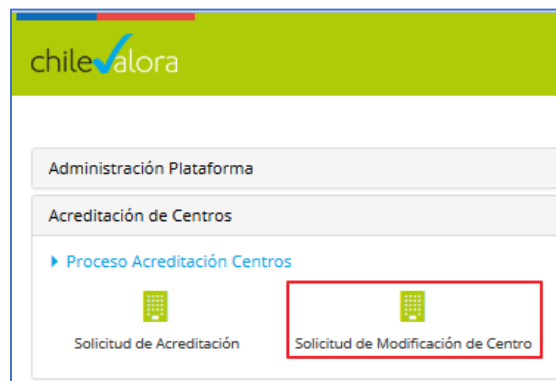 chilevalora
Administración Plataforma
Acreditación de Centros
Proceso Acreditación Centros
Solicitud de Acreditación
Solicitud de Modificación de Centro